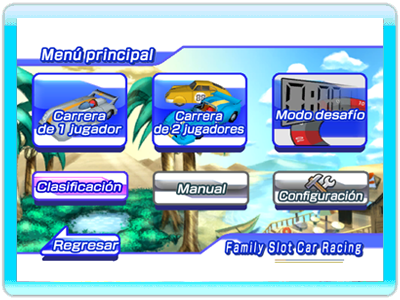 Menú principal
Carrera
de 1 jugador
Carrera
de 2 jugadores
Modo desafío
Clasificación
Manual
Configuración
Regresar
Family Slot Car Racing